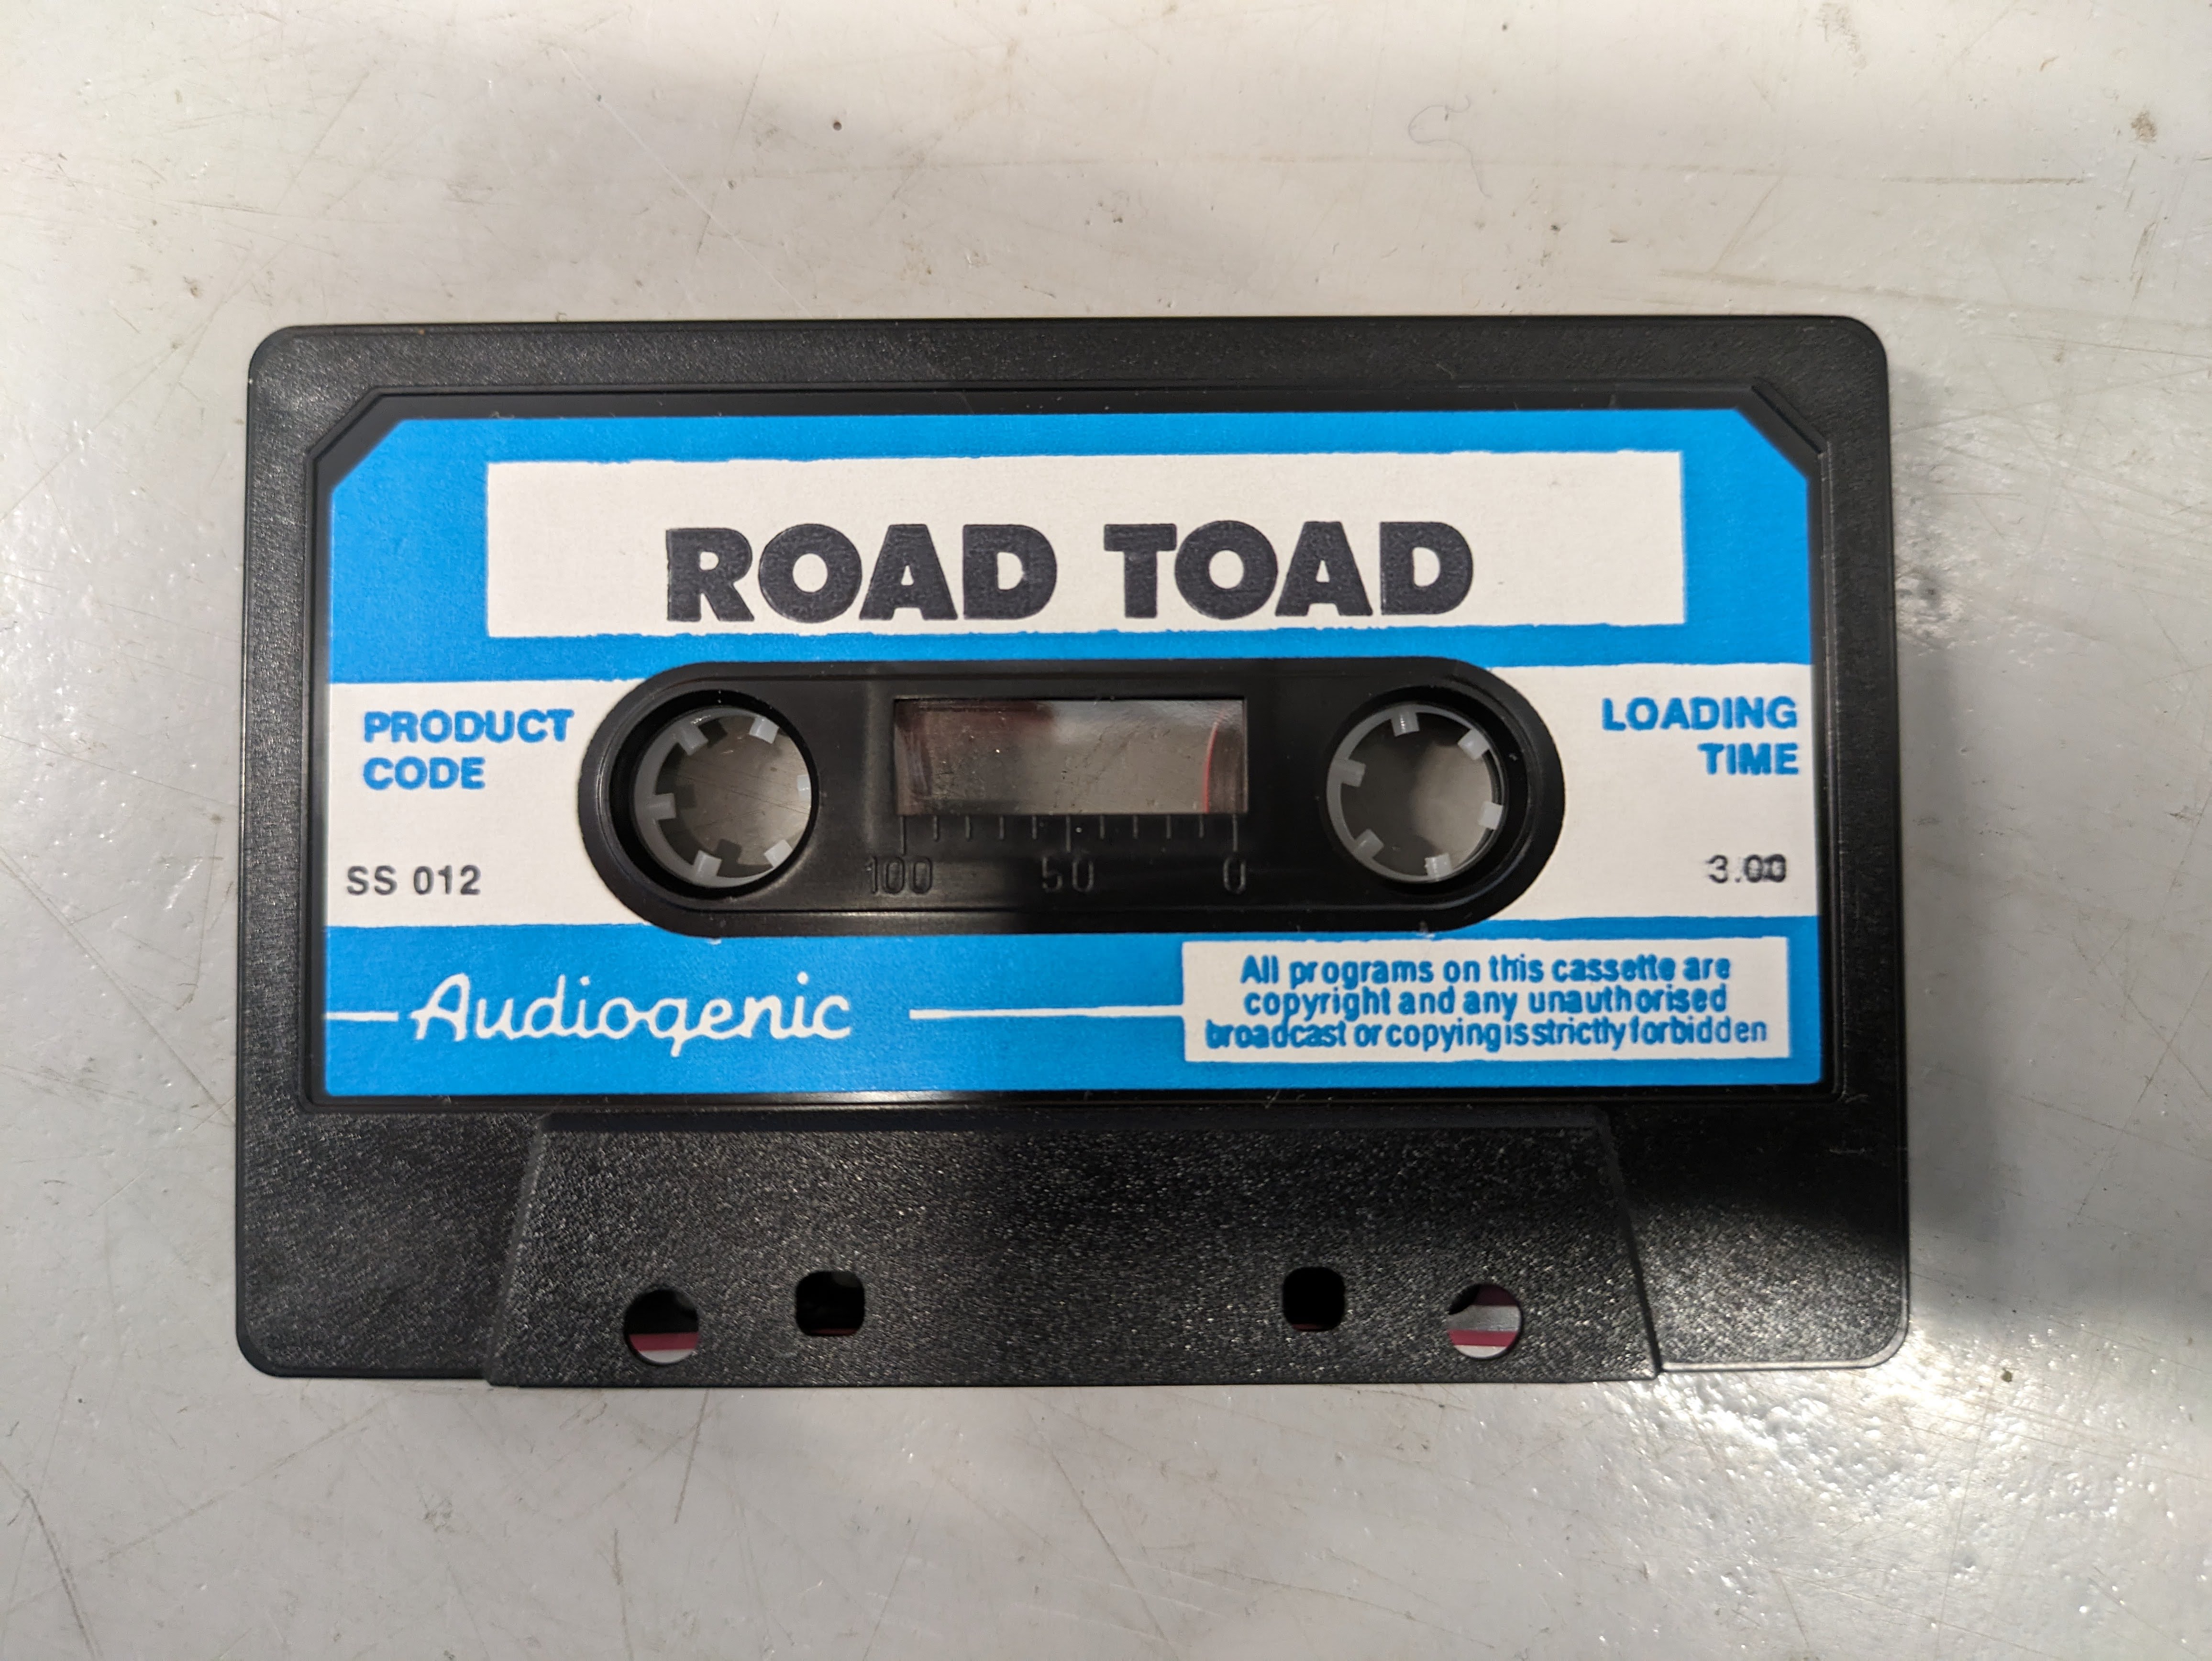 ROAD TOAD
PRODUCT
CODE
LOADING
TIME
SS 012
3.00
100 50 0
Audiogenic
All programs on this cassette are
copyright and any unauthorised
broadcast or copying is strictly forbidden